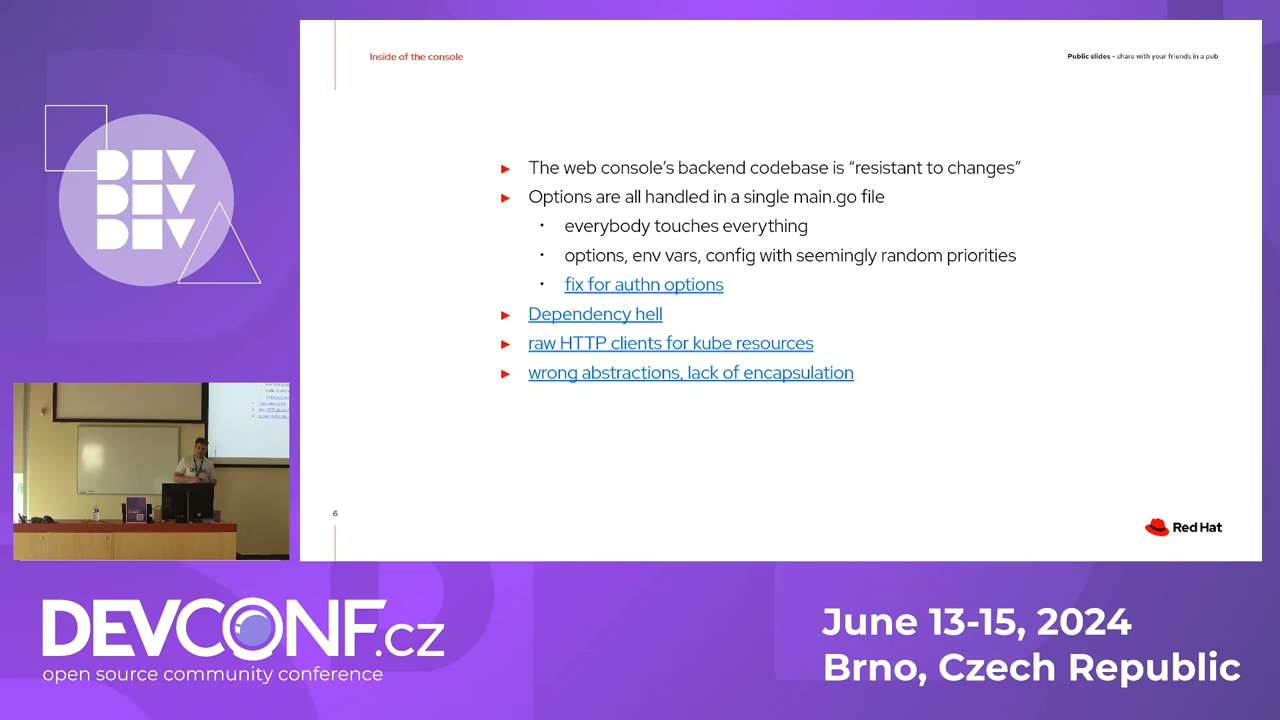 Inside of the console
Public slides - share with your friends in a pub
DEV
DEV
DEV
► The web console’s backend codebase is “resistant to changes”
► Options are all handled in a single main.go file
• everybody touches everything
• options, env vars, config with seemingly random priorities
• fix for authn options
► Dependency hell
► raw HTTP clients for kube resources
► wrong abstractions, lack of encapsulation
6
Red Hat
DEVCONF.cz
open source community conference
June 13-15, 2024
Brno, Czech Republic